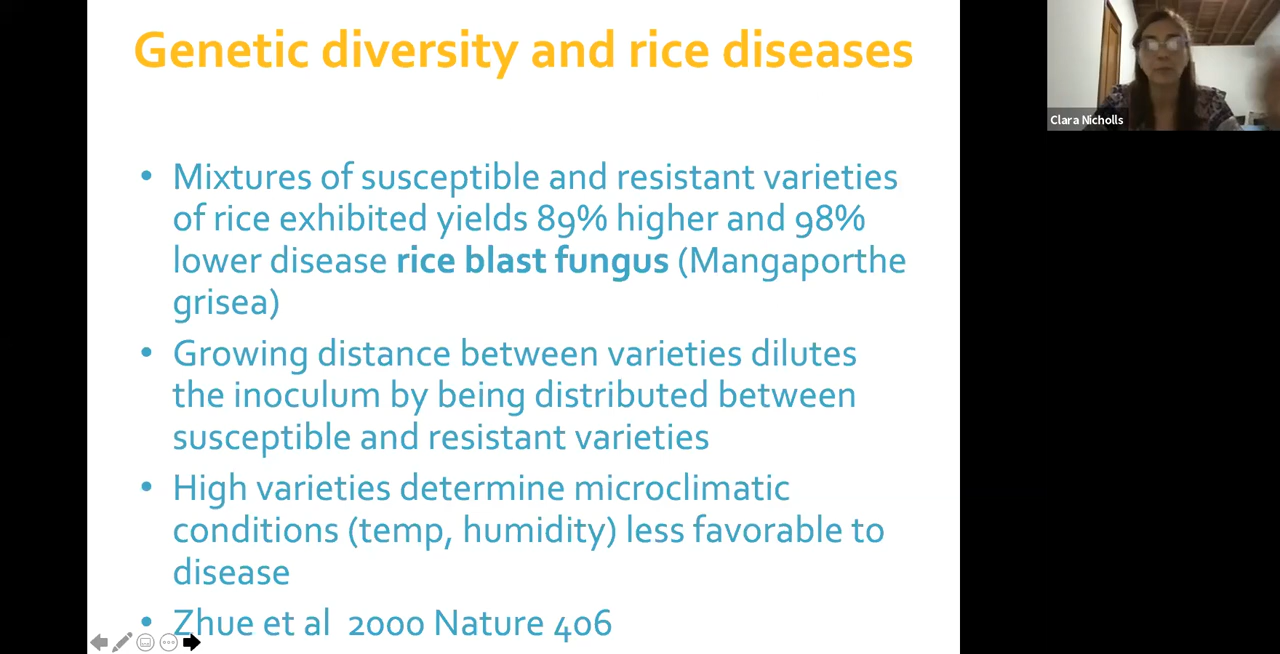 Genetic diversity and rice diseases
• Mixtures of susceptible and resistant varieties
of rice exhibited yields 89% higher and 98%
lower disease rice blast fungus (Mangaporthe
grisea)
• Growing distance between varieties dilutes
the inoculum by being distributed between
susceptible and resistant varieties
• High varieties determine microclimatic
conditions (temp, humidity) less favorable to
disease
• Zhue et al 2000 Nature 406
Clara Nicholls